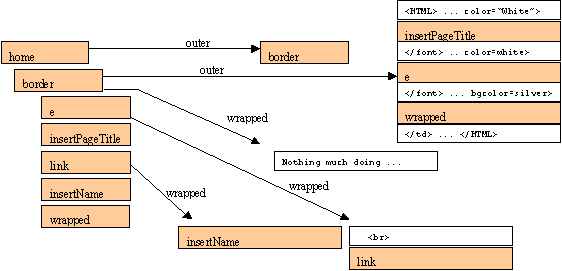 <HTML> ... color="White">
insertPageTitle
outer
</font> ... color=white>
home
border
outer
e
border
</font> ... bgcolor=silver>
e
wrapped
wrapped
insertPageTitle
</td> ... </HTML>
link
Nothing much doing ...
wrapped
wrapped
insertName
wrapped
insertName
<br>
link